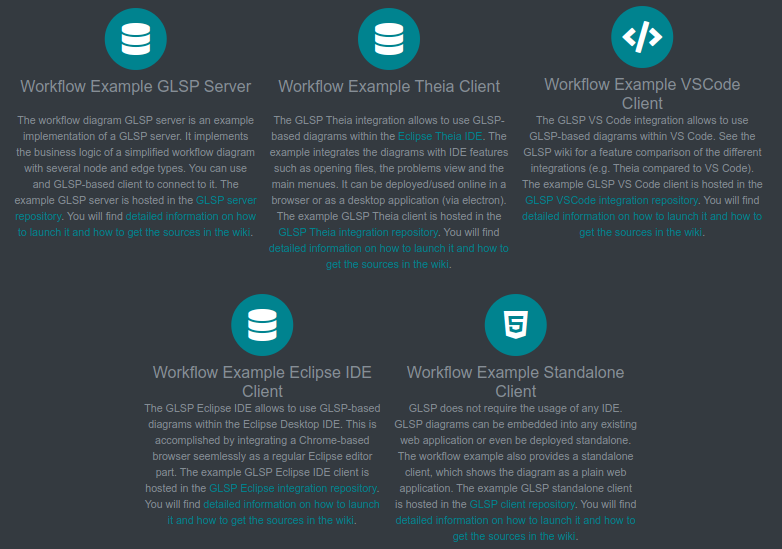 Workflow Example GLSP Server
The workflow diagram GLSP server is an example
implementation of a GLSP server. It implements
the business logic of a simplified workflow diagram
with several node and edge types. You can use
and GLSP-based client to connect to it. The
example GLSP server is hosted in the GLSP server
repository. You will find detailed information on how
to launch it and how to get the sources in the wiki.
Workflow Example Theia Client
The GLSP Theia integration allows to use GLSP-
based diagrams within the Eclipse Theia IDE. The
example integrates the diagrams with IDE features
such as opening files, the problems view and the
main menues. It can be deployed/used online in a
browser or as a desktop application (via electron).
The example GLSP Theia client is hosted in the
GLSP Theia integration repository. You will find
detailed information on how to launch it and how to
get the sources in the wiki.
Workflow Example VSCode
Client
The GLSP VS Code integration allows to use
GLSP-based diagrams within VS Code. See the
GLSP wiki for a feature comparison of the different
integrations (e.g. Theia compared to VS Code).
The example GLSP VS Code client is hosted in the
GLSP VSCode integration repository. You will find
detailed information on how to launch it and how to
get the sources in the wiki.
Workflow Example Eclipse IDE
Client
The GLSP Eclipse IDE allows to use GLSP-based
diagrams within the Eclipse Desktop IDE. This is
accomplished by integrating a Chrome-based
browser seemlessly as a regular Eclipse editor
part. The example GLSP Eclipse IDE client is
hosted in the GLSP Eclipse integration repository.
You will find detailed information on how to launch
it and how to get the sources in the wiki.
Workflow Example Standalone
Client
GLSP does not require the usage of any IDE.
GLSP diagrams can be embedded into any existing
web application or even be deployed standalone.
The workflow example also provides a standalone
client, which shows the diagram as a plain web
application. The example GLSP standalone client
is hosted in the GLSP client repository. You will find
detailed information on how to launch it and how to
get the sources in the wiki.